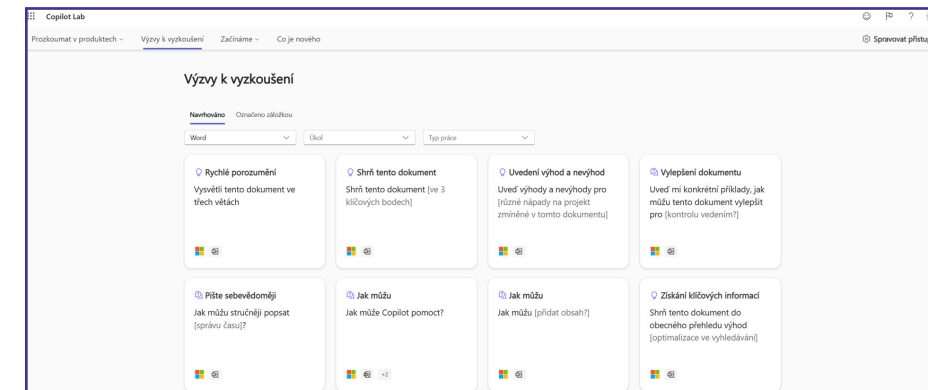 Copilot Lab
?
Prozkoumat v produktech
Výzvy k vyzkoušení
Začínáme
Co je nového
Spravovat přístup
Výzvy k vyzkoušení
Navrhováno
Označeno záložkou
Word
Úkol
Typ práce
Rychlé porozumění
Vysvětli tento dokument ve
třech větách
Shrň tento dokument
Shrň tento dokument [ve 3
klíčových bodech]
Uvedení výhod a nevýhod
Uveď výhody a nevýhody pro
[různé nápady na projekt
zmíněné v tomto dokumentu]
Vylepšení dokumentu
Uveď mi konkrétní příklady, jak
můžu tento dokument vylepšit
pro [kontrolu vedením?]
Pište sebevědoměji
Jak můžu stručněji popsat
[správu času]?
Jak můžu
Jak může Copilot pomoct?
+2
Jak můžu
Jak můžu [přidat obsah?]
Získání klíčových informací
Shrň tento dokument do
obecného přehledu výhod
[optimalizace ve vyhledávání]